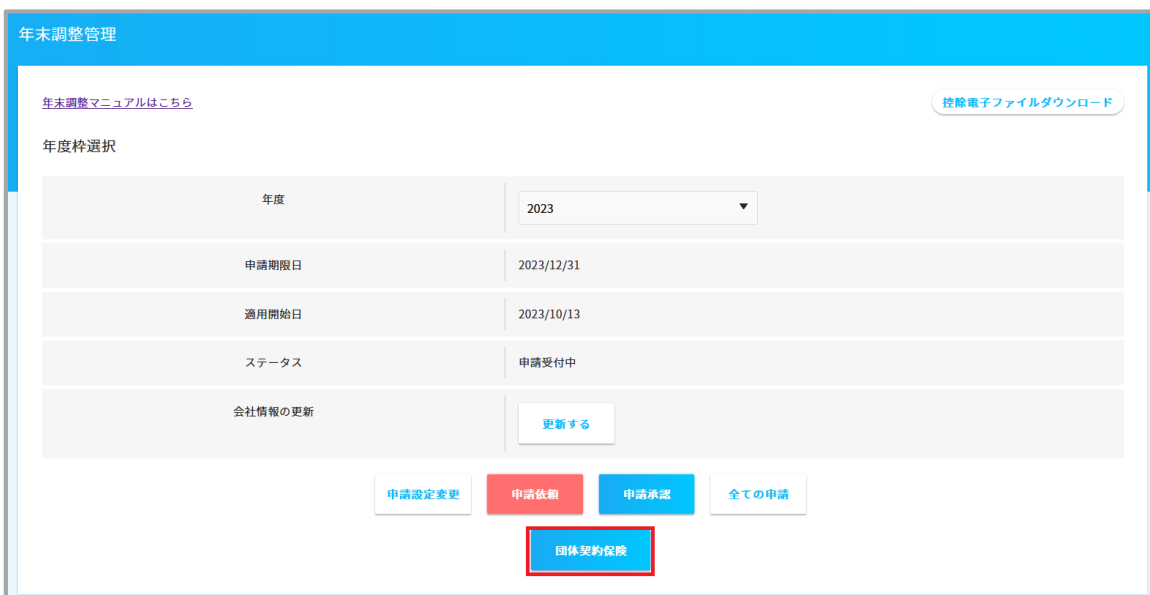 年末調整管理
年末調整マニュアルはこちら
控除電子ファイルダウンロード
年度枠選択
年度
2023
申請期限日
2023/12/31
適用開始日
2023/10/13
ステータス
申請受付中
会社情報の更新
更新する
申請設定変更
申請依頼
申請承認
全ての申請
団体契約保険